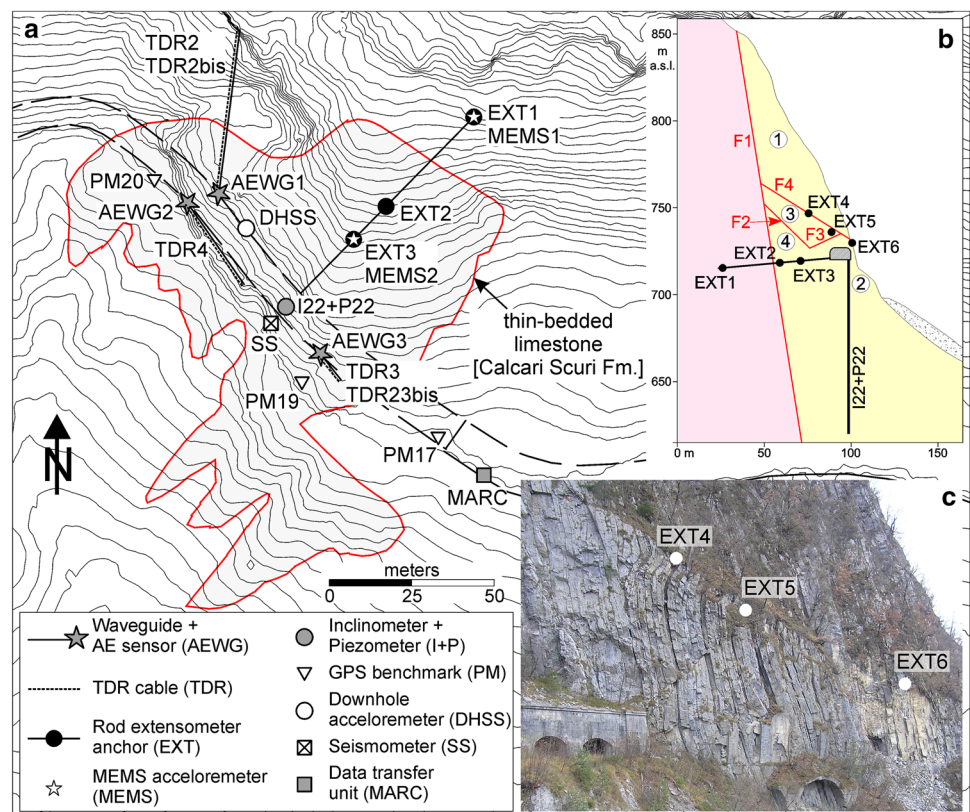 a
TDR2
TDR2bis
EXT1
MEMS1
PM20
AEWG1
AEWG2
EXT2
DHSS
TDR4
EXT3
MEMS2
I22+P22
SS
AEWG3
thin-bedded
limestone
[Calcari Scuri Fm.]
TDR3
TDR23bis
PM19
N
PM17
MARC
meters
0 25 50
Waveguide +
AE sensor (AEWG)
TDR cable (TDR)
Rod extensometer
anchor (EXT)
MEMS acceloremeter
(MEMS)
Inclinometer +
Piezometer (I+P)
GPS benchmark (PM)
Downhole
acceloremeter (DHSS)
Seismometer (SS)
Data transfer
unit (MARC)
b
850
m
a.s.l.
800
F1
1
F4
EXT4
750
3
EXT5
F2
F3
4
EXT6
EXT2
EXT1
EXT3
2
700
I22+P22
650
0 m 50 100 150
c
EXT4
EXT5
EXT6